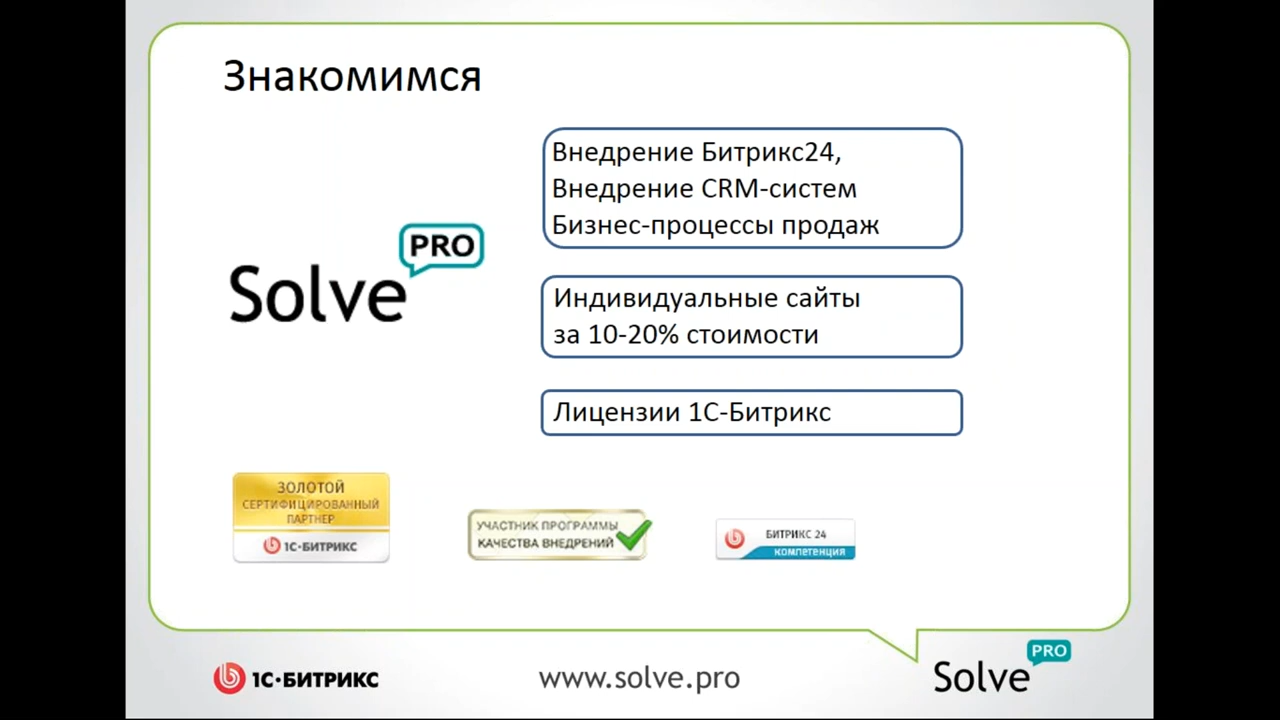 Знакомимся
Внедрение Битрикс24,
Внедрение CRM-систем
Бизнес-процессы продаж
Solve PRO
Индивидуальные сайты
за 10-20% стоимости
Лицензии 1С-Битрикс
ЗОЛОТОЙ
СЕРТИФИЦИРОВАННЫЙ
ПАРТНЕР
1С-БИТРИКС
УЧАСТНИК ПРОГРАММЫ
КАЧЕСТВА ВНЕДРЕНИЙ
БИТРИКС 24
компетенция
1С·БИТРИКС
www.solve.pro
Solve PRO